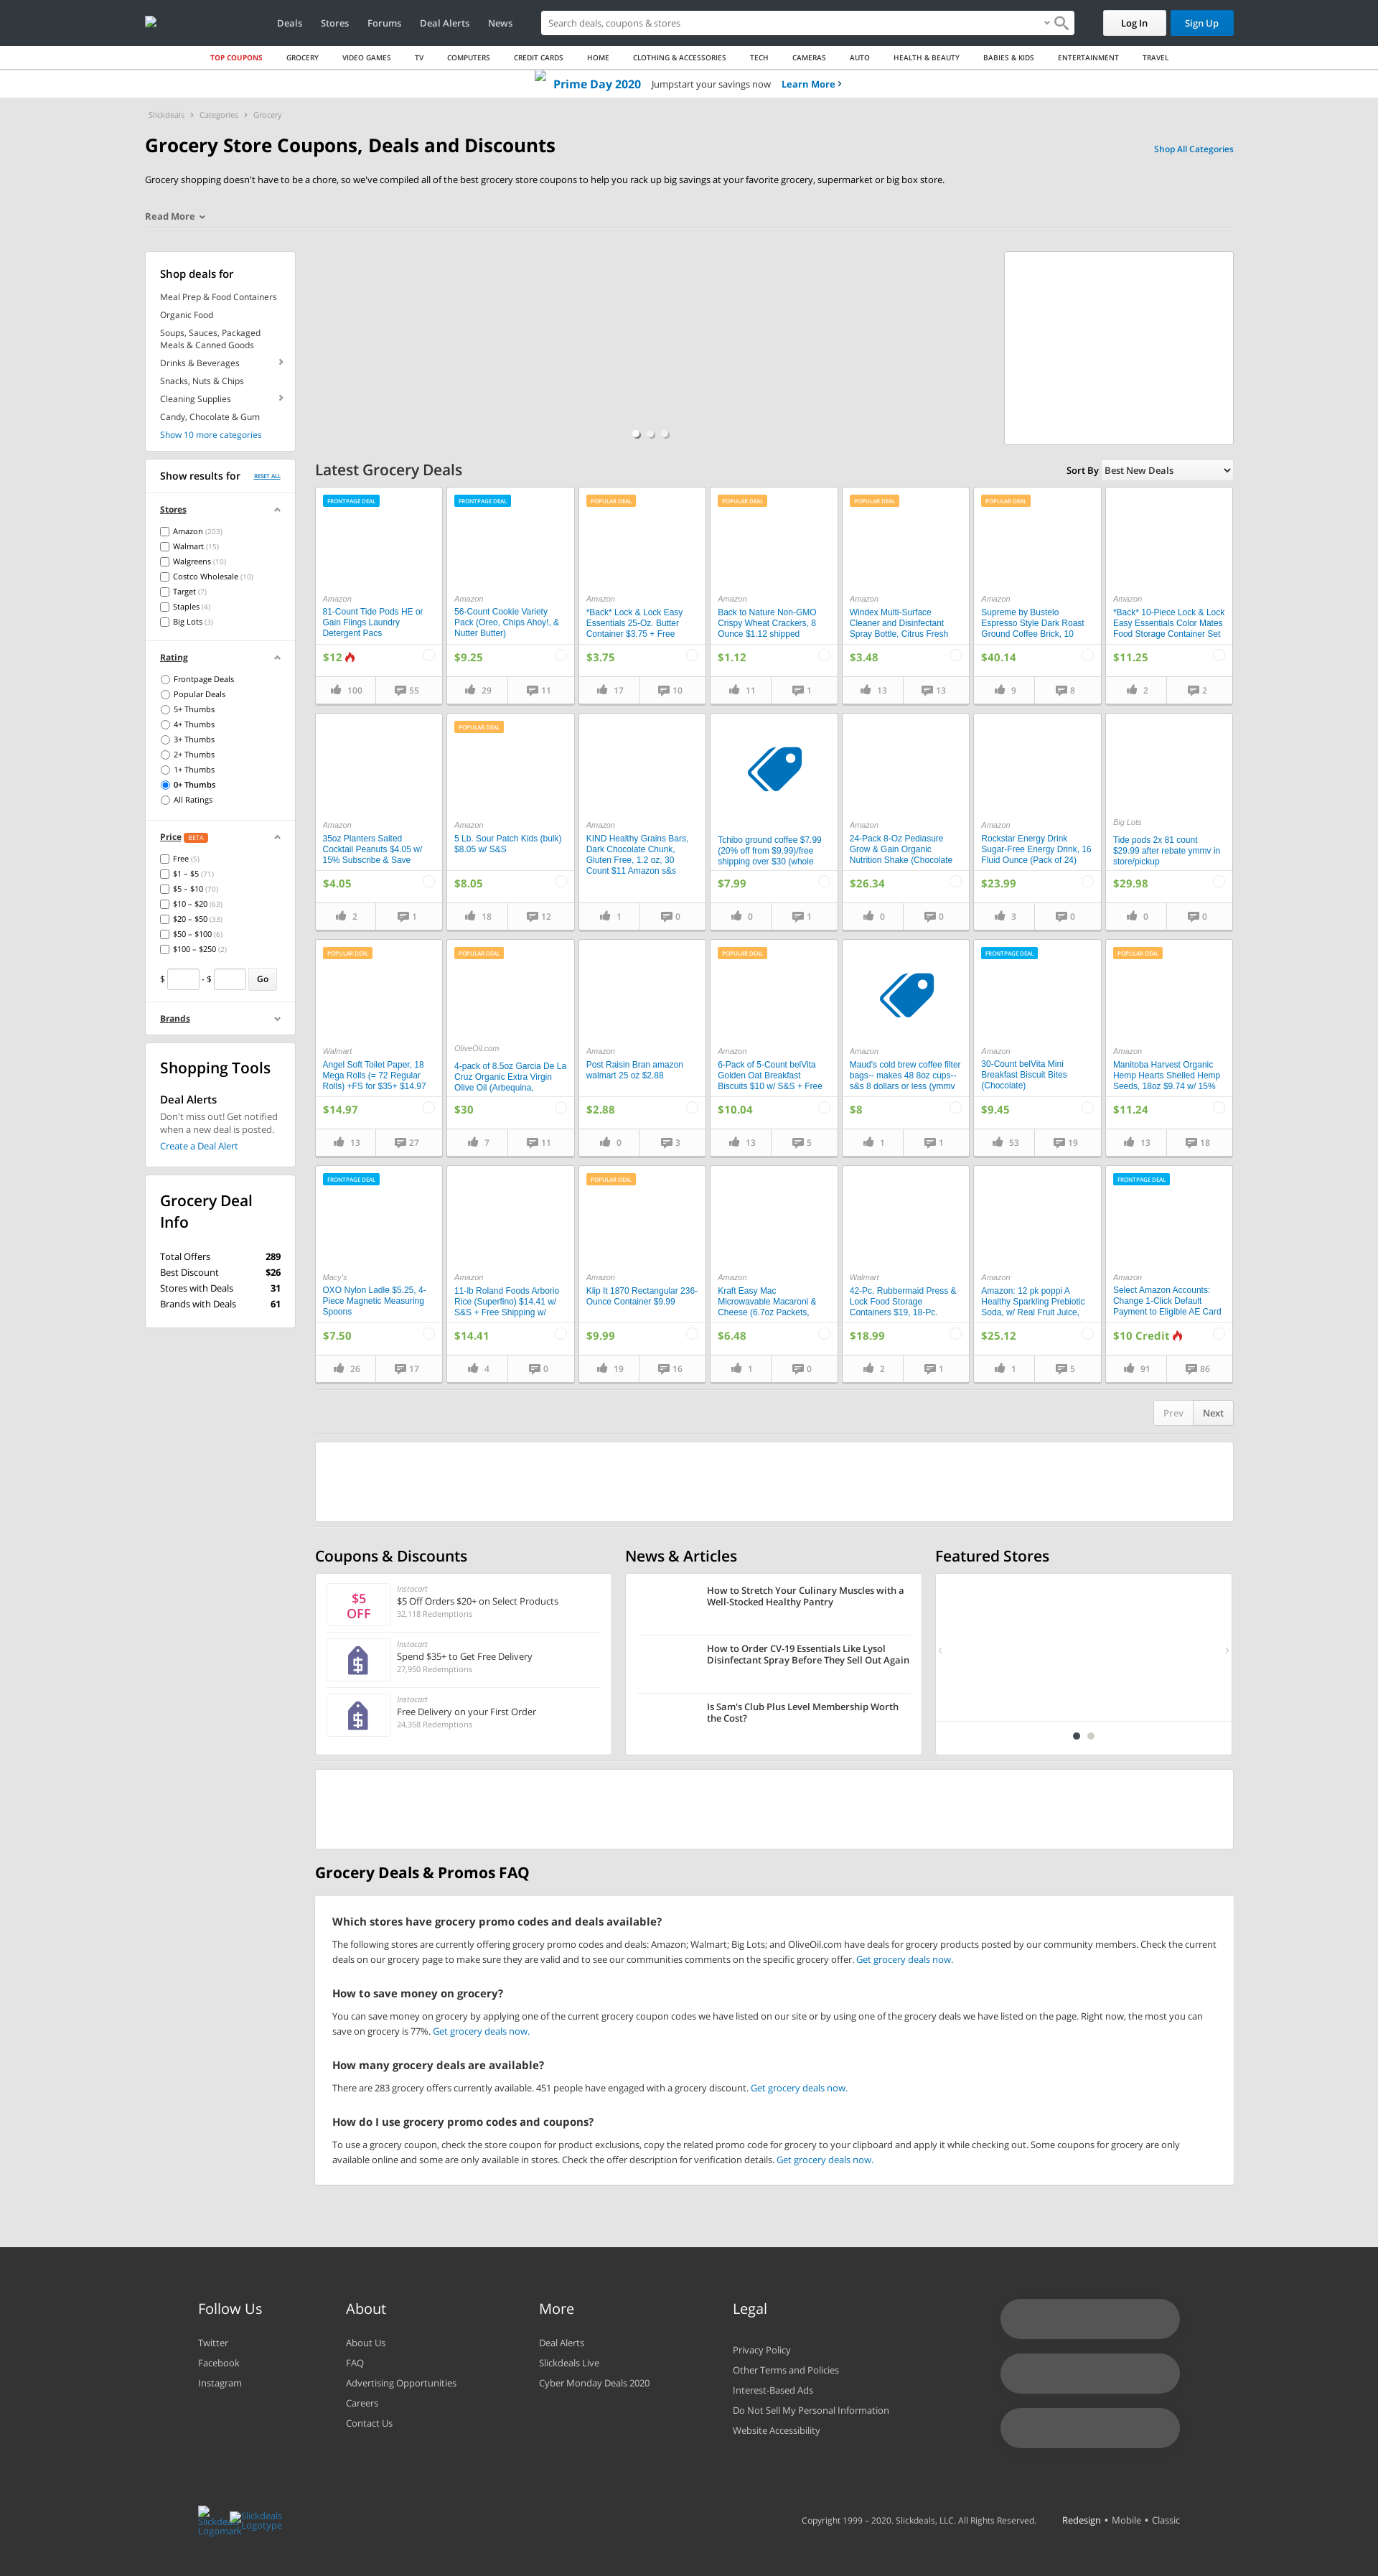 Deals Stores Forums Deal Alerts News Search deals, coupons & stores Log In Sign Up
TOP COUPONS GROCERY VIDEO GAMES TV COMPUTERS CREDIT CARDS HOME CLOTHING & ACCESSORIES TECH CAMERAS AUTO HEALTH & BEAUTY BABIES & KIDS ENTERTAINMENT TRAVEL
Prime Day 2020 Jumpstart your savings now Learn More
Slickdeals Categories Grocery
Grocery Store Coupons, Deals and Discounts
Shop All Categories
Grocery shopping doesn't have to be a chore, so we've compiled all of the best grocery store coupons to help you rack up big savings at your favorite grocery, supermarket or big box store.
Read More
Shop deals for
Meal Prep & Food Containers
Organic Food
Soups, Sauces, Packaged
Meals & Canned Goods
Drinks & Beverages
Snacks, Nuts & Chips
Cleaning Supplies
Candy, Chocolate & Gum
Show 10 more categories
Show results for RESET ALL
Stores
Amazon (203)
Walmart (15)
Walgreens (10)
Costco Wholesale (10)
Target (7)
Staples (4)
Big Lots (3)
Rating
Frontpage Deals
Popular Deals
5+ Thumbs
4+ Thumbs
3+ Thumbs
2+ Thumbs
1+ Thumbs
0+ Thumbs
All Ratings
Price BETA
Free (5)
$1 – $5 (71)
$5 – $10 (70)
$10 – $20 (63)
$20 – $50 (33)
$50 – $100 (6)
$100 – $250 (2)
$ - $ Go
Brands
Shopping Tools
Deal Alerts
Don't miss out! Get notified
when a new deal is posted.
Create a Deal Alert
Grocery Deal
Info
Total Offers 289
Best Discount $26
Stores with Deals 31
Brands with Deals 61
Latest Grocery Deals
Sort By Best New Deals
FRONTPAGE DEAL
Amazon
81-Count Tide Pods HE or
Gain Flings Laundry
Detergent Pacs
$12
100 55
FRONTPAGE DEAL
Amazon
56-Count Cookie Variety
Pack (Oreo, Chips Ahoy!, &
Nutter Butter)
$9.25
29 11
POPULAR DEAL
Amazon
*Back* Lock & Lock Easy
Essentials 25-Oz. Butter
Container $3.75 + Free
$3.75
17 10
POPULAR DEAL
Amazon
Back to Nature Non-GMO
Crispy Wheat Crackers, 8
Ounce $1.12 shipped
$1.12
11 1
POPULAR DEAL
Amazon
Windex Multi-Surface
Cleaner and Disinfectant
Spray Bottle, Citrus Fresh
$3.48
13 13
POPULAR DEAL
Amazon
Supreme by Bustelo
Espresso Style Dark Roast
Ground Coffee Brick, 10
$40.14
9 8
Amazon
*Back* 10-Piece Lock & Lock
Easy Essentials Color Mates
Food Storage Container Set
$11.25
2 2
Amazon
35oz Planters Salted
Cocktail Peanuts $4.05 w/
15% Subscribe & Save
$4.05
2 1
POPULAR DEAL
Amazon
5 Lb. Sour Patch Kids (bulk)
$8.05 w/ S&S
$8.05
18 12
Amazon
KIND Healthy Grains Bars,
Dark Chocolate Chunk,
Gluten Free, 1.2 oz, 30
Count $11 Amazon s&s
1 0
Tchibo ground coffee $7.99
(20% off from $9.99)/free
shipping over $30 (whole
$7.99
0 1
Amazon
24-Pack 8-Oz Pediasure
Grow & Gain Organic
Nutrition Shake (Chocolate
$26.34
0 0
Amazon
Rockstar Energy Drink
Sugar-Free Energy Drink, 16
Fluid Ounce (Pack of 24)
$23.99
3 0
Big Lots
Tide pods 2x 81 count
$29.99 after rebate ymmv in
store/pickup
$29.98
0 0
POPULAR DEAL
Walmart
Angel Soft Toilet Paper, 18
Mega Rolls (= 72 Regular
Rolls) +FS for $35+ $14.97
$14.97
13 27
POPULAR DEAL
OliveOil.com
4-pack of 8.5oz Garcia De La
Cruz Organic Extra Virgin
Olive Oil (Arbequina,
$30
7 11
Amazon
Post Raisin Bran amazon
walmart 25 oz $2.88
$2.88
0 3
POPULAR DEAL
Amazon
6-Pack of 5-Count belVita
Golden Oat Breakfast
Biscuits $10 w/ S&S + Free
$10.04
13 5
Amazon
Maud's cold brew coffee filter
bags-- makes 48 8oz cups--
s&s 8 dollars or less (ymmv
$8
1 1
FRONTPAGE DEAL
Amazon
30-Count belVita Mini
Breakfast Biscuit Bites
(Chocolate)
$9.45
53 19
POPULAR DEAL
Amazon
Manitoba Harvest Organic
Hemp Hearts Shelled Hemp
Seeds, 18oz $9.74 w/ 15%
$11.24
13 18
FRONTPAGE DEAL
Macy's
OXO Nylon Ladle $5.25, 4-
Piece Magnetic Measuring
Spoons
$7.50
26 17
Amazon
11-lb Roland Foods Arborio
Rice (Superfino) $14.41 w/
S&S + Free Shipping w/
$14.41
4 0
POPULAR DEAL
Amazon
Klip It 1870 Rectangular 236-
Ounce Container $9.99
$9.99
19 16
Amazon
Kraft Easy Mac
Microwavable Macaroni &
Cheese (6.7oz Packets,
$6.48
1 0
Walmart
42-Pc. Rubbermaid Press &
Lock Food Storage
Containers $19, 18-Pc.
$18.99
2 1
Amazon
Amazon: 12 pk poppi A
Healthy Sparkling Prebiotic
Soda, w/ Real Fruit Juice,
$25.12
1 5
FRONTPAGE DEAL
Amazon
Select Amazon Accounts:
Change 1-Click Default
Payment to Eligible AE Card
$10 Credit
91 86
Prev Next
Coupons & Discounts
$5
OFF
Instacart
$5 Off Orders $20+ on Select Products
32,118 Redemptions
Instacart
Spend $35+ to Get Free Delivery
27,950 Redemptions
Instacart
Free Delivery on your First Order
24,358 Redemptions
News & Articles
How to Stretch Your Culinary Muscles with a
Well-Stocked Healthy Pantry
How to Order CV-19 Essentials Like Lysol
Disinfectant Spray Before They Sell Out Again
Is Sam's Club Plus Level Membership Worth
the Cost?
Featured Stores
Grocery Deals & Promos FAQ
Which stores have grocery promo codes and deals available?
The following stores are currently offering grocery promo codes and deals: Amazon; Walmart; Big Lots; and OliveOil.com have deals for grocery products posted by our community members. Check the current
deals on our grocery page to make sure they are valid and to see our communities comments on the specific grocery offer. Get grocery deals now.
How to save money on grocery?
You can save money on grocery by applying one of the current grocery coupon codes we have listed on our site or by using one of the grocery deals we have listed on the page. Right now, the most you can
save on grocery is 77%. Get grocery deals now.
How many grocery deals are available?
There are 283 grocery offers currently available. 451 people have engaged with a grocery discount. Get grocery deals now.
How do I use grocery promo codes and coupons?
To use a grocery coupon, check the store coupon for product exclusions, copy the related promo code for grocery to your clipboard and apply it while checking out. Some coupons for grocery are only
available online and some are only available in stores. Check the offer description for verification details. Get grocery deals now.
Follow Us
Twitter
Facebook
Instagram
About
About Us
FAQ
Advertising Opportunities
Careers
Contact Us
More
Deal Alerts
Slickdeals Live
Cyber Monday Deals 2020
Legal
Privacy Policy
Other Terms and Policies
Interest-Based Ads
Do Not Sell My Personal Information
Website Accessibility
Slickdeals
Logomark
Slickdeals
Logotype
Copyright 1999 – 2020. Slickdeals, LLC. All Rights Reserved.
Redesign • Mobile • Classic